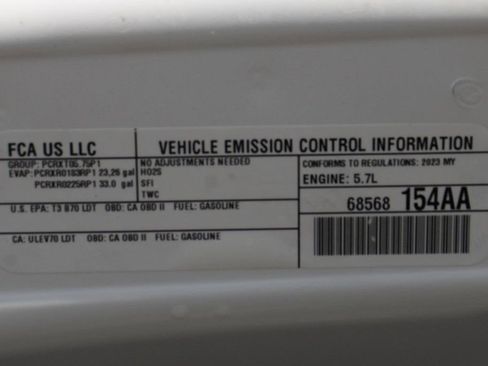 FCA US LLC
VEHICLE EMISSION CONTROL INFORMATION
GROUP: PCRXT05.75P1
EVAP: PCRXR0183RP1 23,26 gal
PCRXR0225RP1 33.0 gal
NO ADJUSTMENTS NEEDED
HO2S
SFI
TWC
CONFORMS TO REGULATIONS: 2023 MY
ENGINE: 5.7L
U.S. EPA: T3 B70 LDT OBD: CA OBD II FUEL: GASOLINE
68568 154AA
CA: ULEV70 LDT OBD: CA OBD II FUEL: GASOLINE